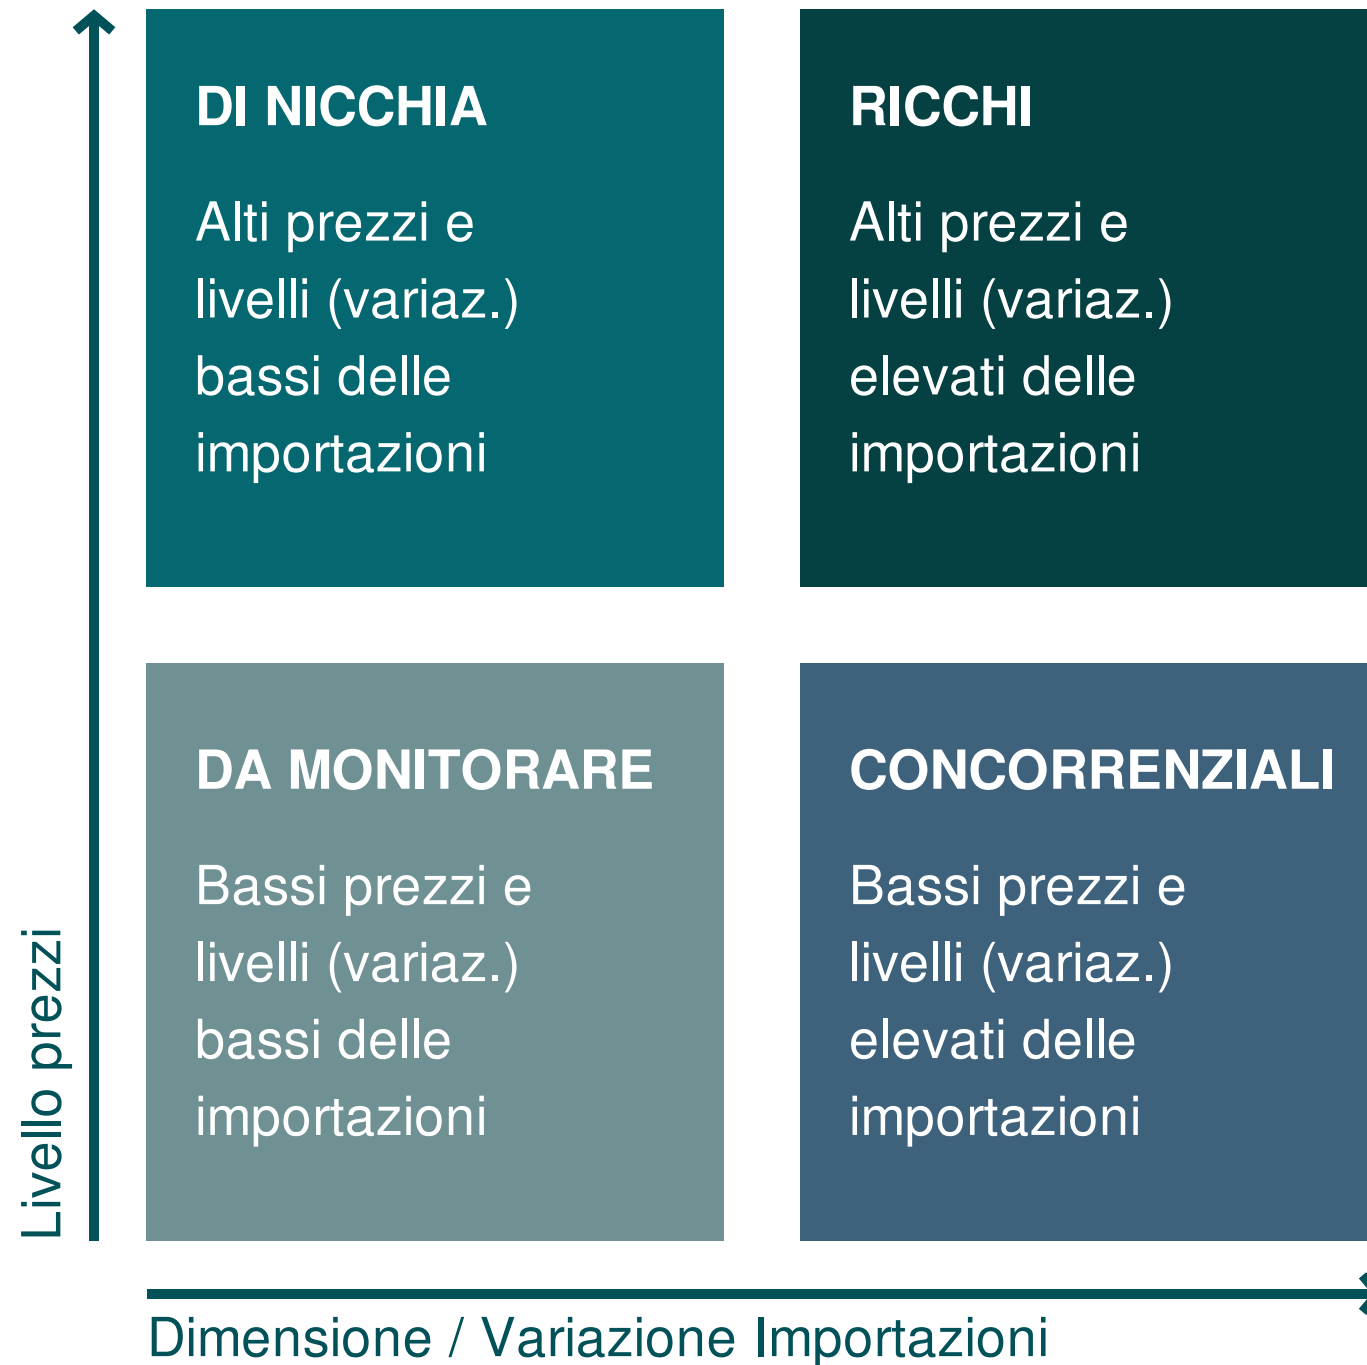 DI NICCHIA
Alti prezzi e
livelli (variaz.)
bassi delle
importazioni
RICCHI
Alti prezzi e
livelli (variaz.)
elevati delle
importazioni
DA MONITORARE
Bassi prezzi e
livelli (variaz.)
bassi delle
importazioni
CONCORRENZIALI
Bassi prezzi e
livelli (variaz.)
elevati delle
importazioni
Livello prezzi
Dimensione / Variazione Importazioni